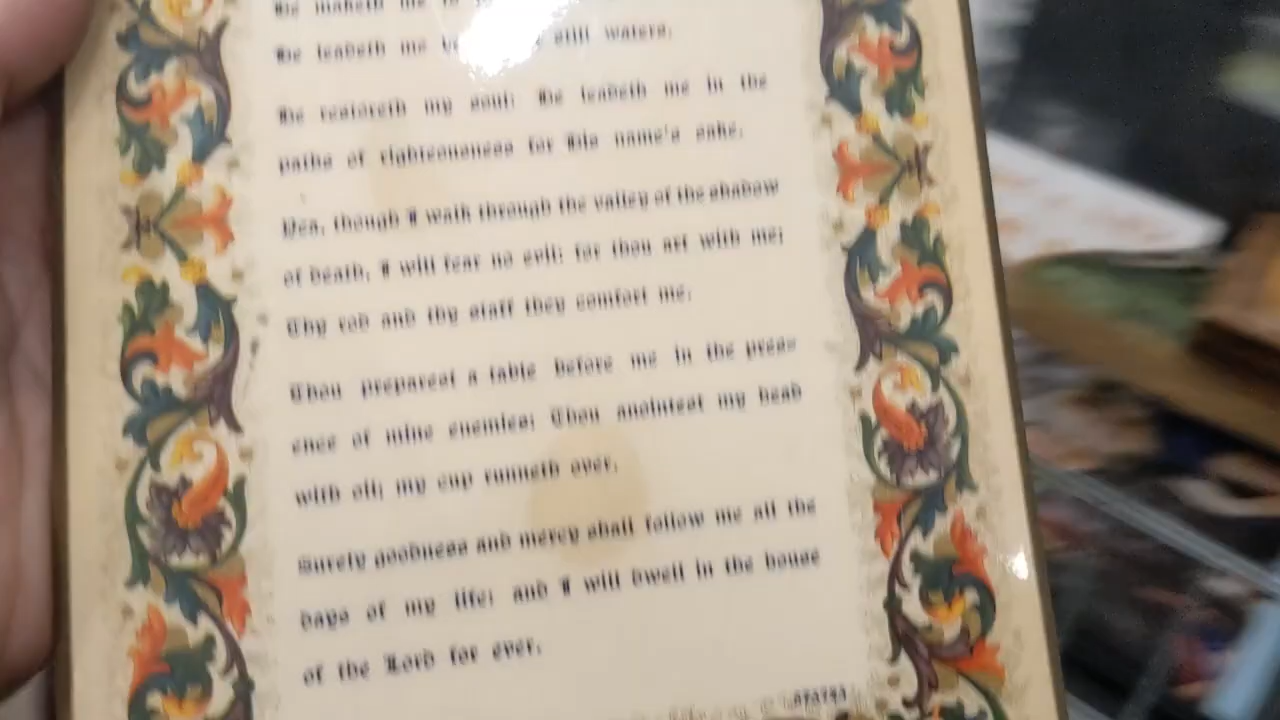 He maketh me to
He leadeth me still waters.
He restoreth my soul: He leadeth me in the
paths of righteousness for His name's sake.
Yea, though I walk through the valley of the shadow
of death, I will fear no evil: for thou art with me;
Thy rod and thy staff they comfort me.
Thou preparest a table before me in the pres=
ence of mine enemies; Thou anointest my head
with oil; my cup runneth over.
Surely goodness and mercy shall follow me all the
days of my life: and I will dwell in the house
of the Lord for ever.